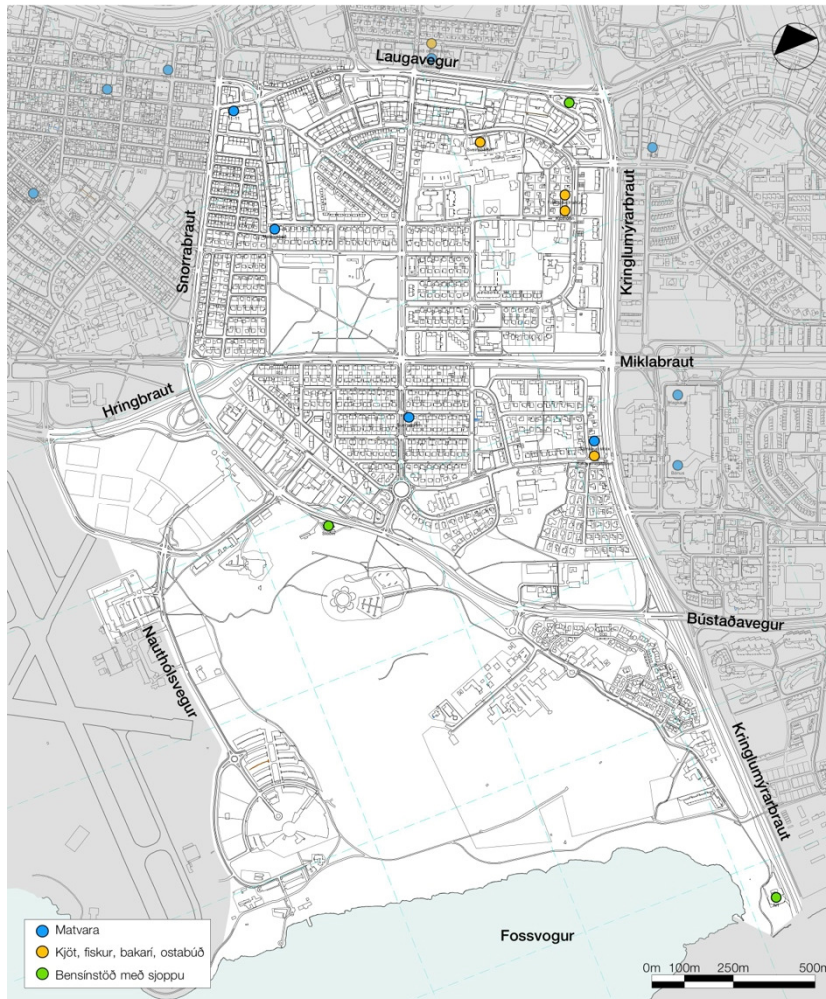 Laugavegur
Snorrabraut
Kringlumýrarbraut
Miklabraut
Hringbraut
Bústaðavegur
Nauthólsvegur
Kringlumýrarbraut
Fossvogur
Matvara
Kjöt, fiskur, bakarí, ostabúð
Bensínstöð með sjoppu
0m 100m 250m 500m